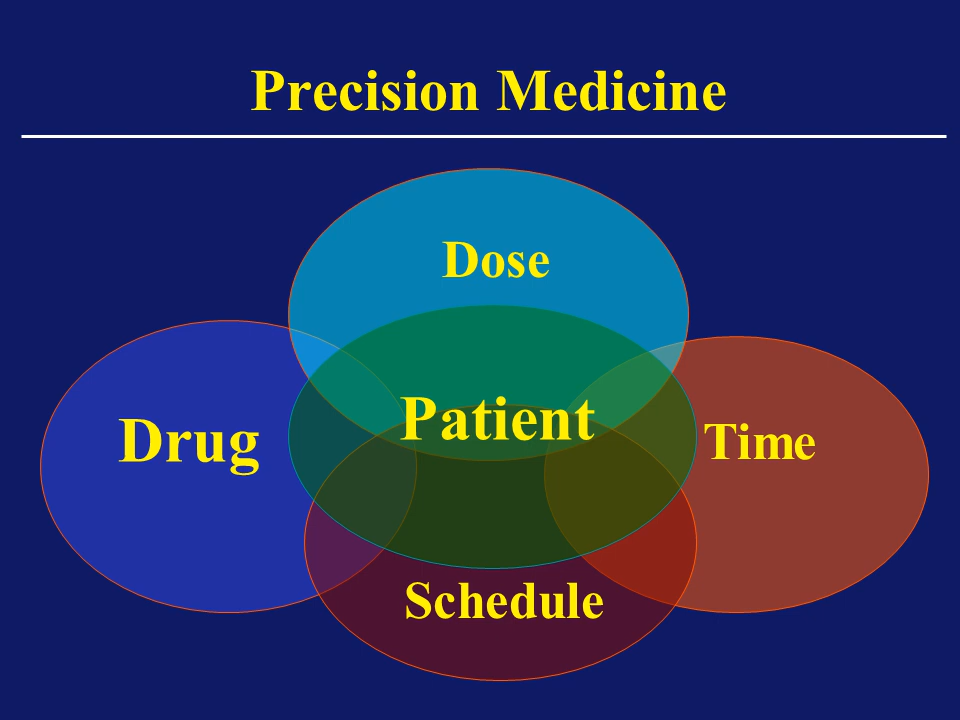 Precision Medicine
Dose
Patient
Drug
Time
Schedule